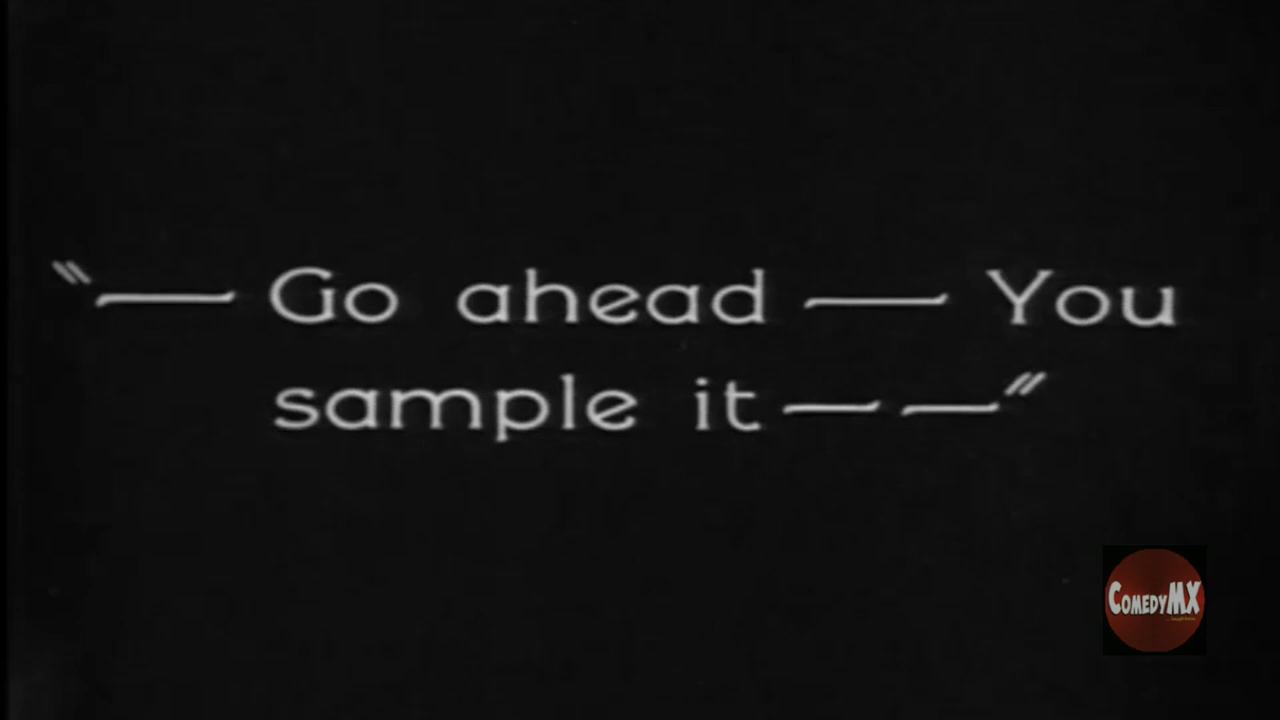 "— Go ahead — You
sample it — —"
COMEDYMX